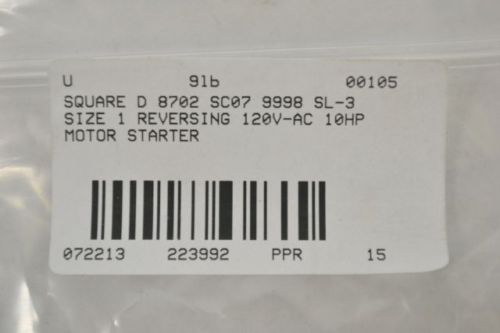 U 9lb 00105
SQUARE D 8702 SC07 9998 SL-3
SIZE 1 REVERSING 120V-AC 10HP
MOTOR STARTER
072213 223992 PPR 15